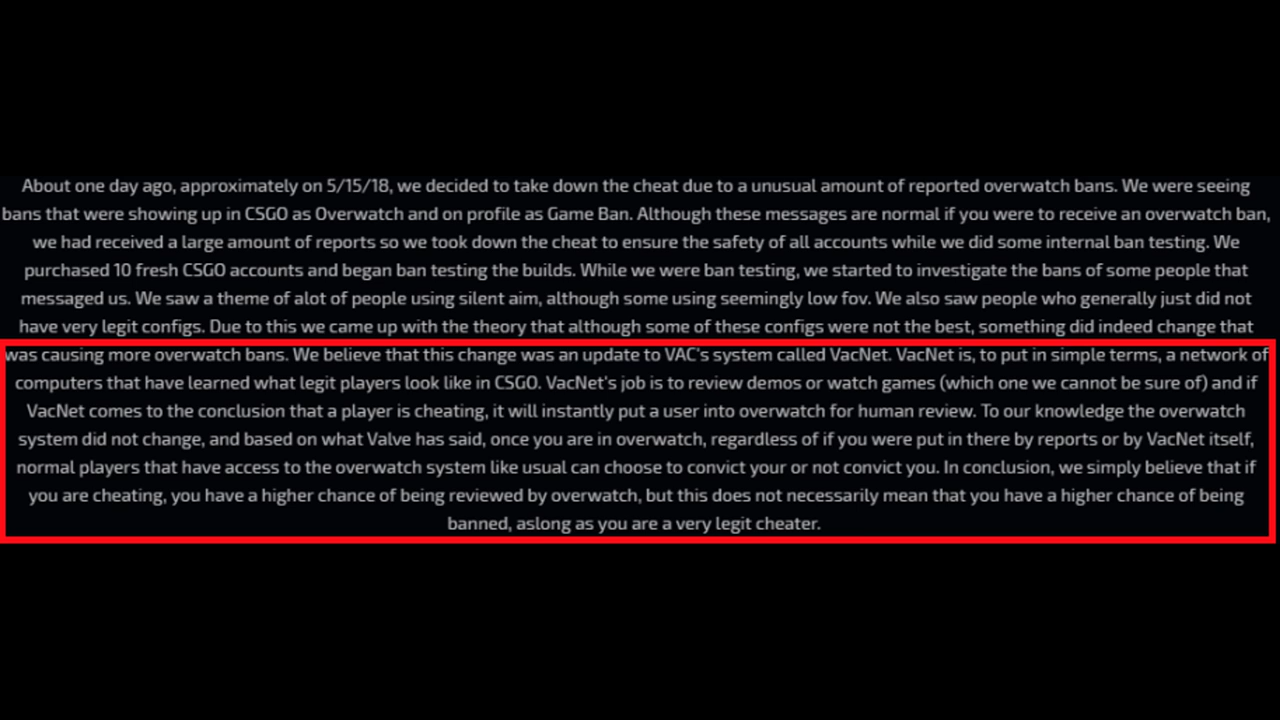 About one day ago, approximately on 5/15/18, we decided to take down the cheat due to a unusual amount of reported overwatch bans. We were seeing
bans that were showing up in CSGO as Overwatch and on profile as Game Ban. Although these messages are normal if you were to receive an overwatch ban,
we had received a large amount of reports so we took down the cheat to ensure the safety of all accounts while we did some internal ban testing. We
purchased 10 fresh CSGO accounts and began ban testing the builds. While we were ban testing, we started to investigate the bans of some people that
messaged us. We saw a theme of alot of people using silent aim, although some using seemingly low fov. We also saw people who generally just did not
have very legit configs. Due to this we came up with the theory that although some of these configs were not the best, something did indeed change that
was causing more overwatch bans. We believe that this change was an update to VAC's system called VacNet. VacNet is, to put in simple terms, a network of
computers that have learned what legit players look like in CSGO. VacNet's job is to review demos or watch games (which one we cannot be sure of) and if
VacNet comes to the conclusion that a player is cheating, it will instantly put a user into overwatch for human review. To our knowledge the overwatch
system did not change, and based on what Valve has said, once you are in overwatch, regardless of if you were put in there by reports or by VacNet itself,
normal players that have access to the overwatch system like usual can choose to convict your or not convict you. In conclusion, we simply believe that if
you are cheating, you have a higher chance of being reviewed by overwatch, but this does not necessarily mean that you have a higher chance of being
banned, aslong as you are a very legit cheater.